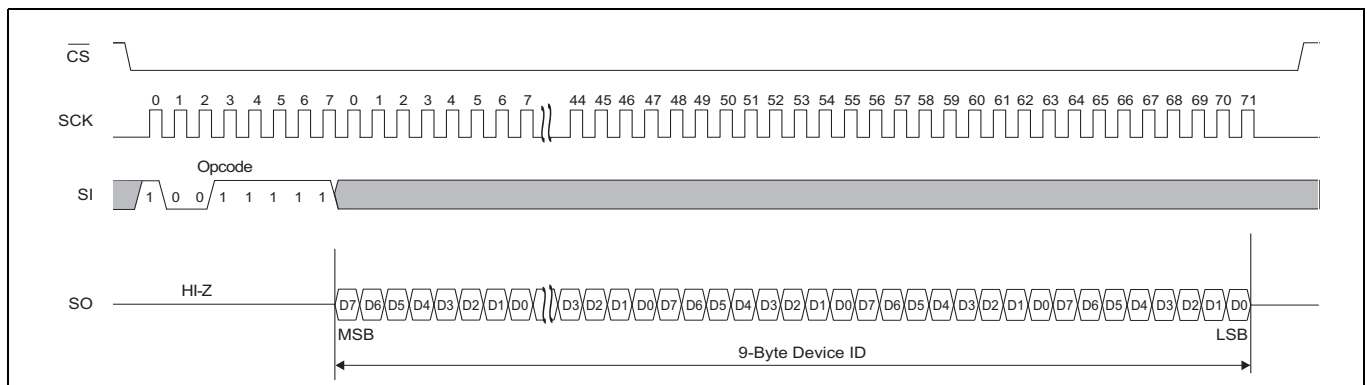 CS
0 1 2 3 4 5 6 7 0 1 2 3 4 5 6 7 44 45 46 47 48 49 50 51 52 53 54 55 56 57 58 59 60 61 62 63 64 65 66 67 68 69 70 71
SCK
Opcode
SI 1 0 0 1 1 1 1 1
HI-Z
SO D7 D6 D5 D4 D3 D2 D1 D0 D3 D2 D1 D0 D7 D6 D5 D4 D3 D2 D1 D0 D7 D6 D5 D4 D3 D2 D1 D0 D7 D6 D5 D4 D3 D2 D1 D0
MSB LSB
9-Byte Device ID